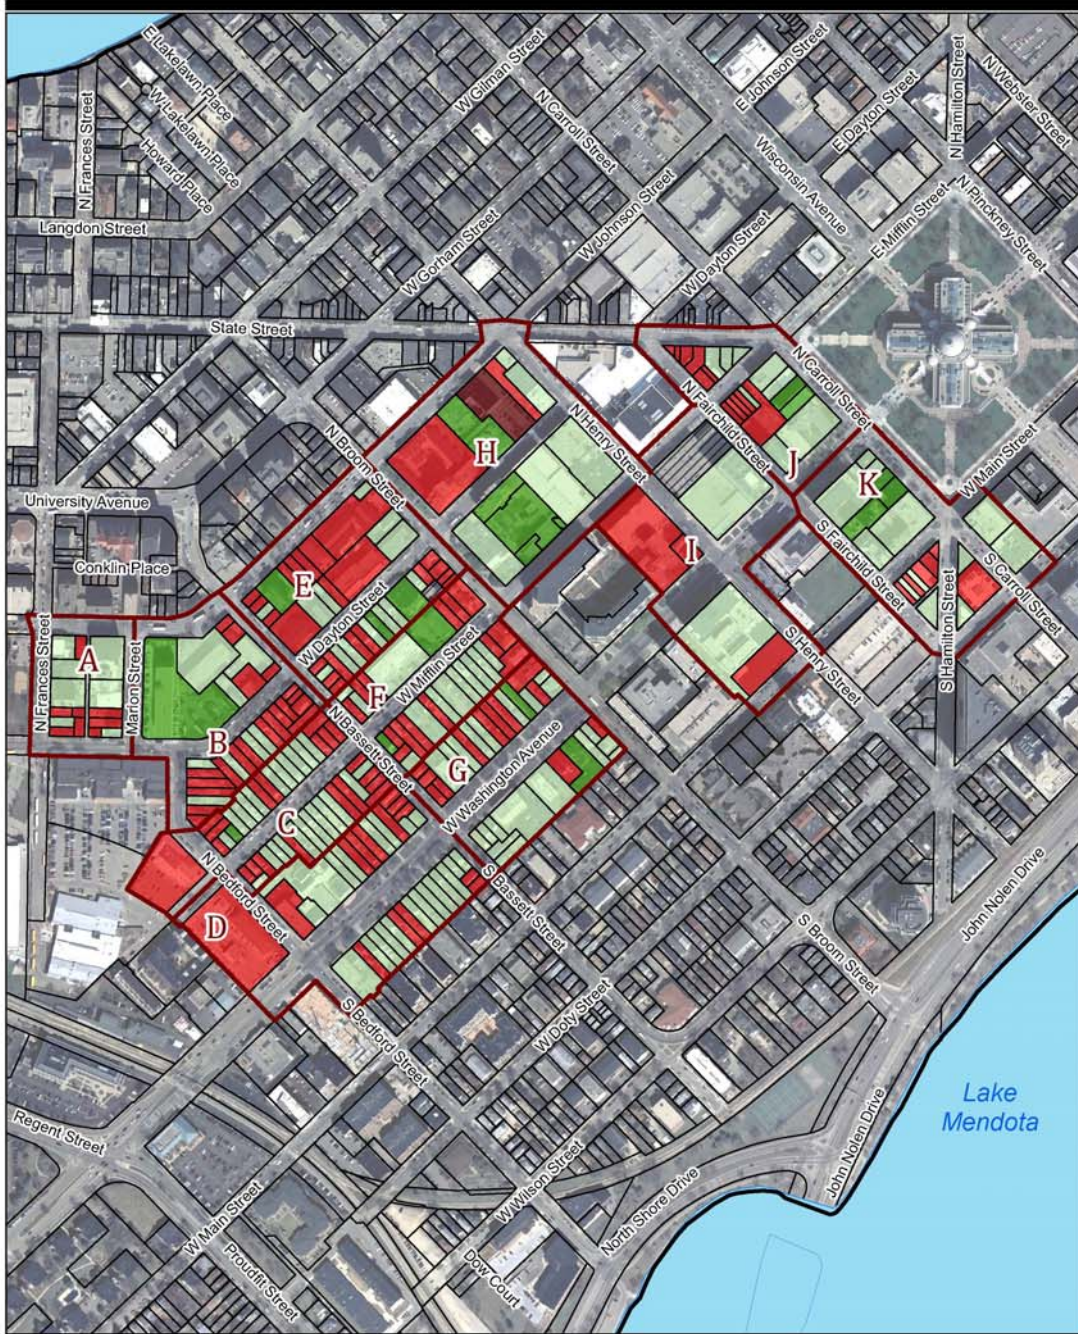 E Lakelawn Place
W Lakelawn Place
Howard Place
N Frances Street
Langdon Street
W Gilman Street
N Carroll Street
E Johnson Street
E Dayton Street
N Hamilton Street
N Webster Street
Wisconsin Avenue
N Pinckney Street
E Mifflin Street
W Johnson Street
W Dayton Street
W Gorham Street
State Street
N Carroll Street
N Fairchild Street
W Main Street
N Henry Street
N Broom Street
University Avenue
Conklin Place
H
J
K
I
S Fairchild Street
S Carroll Street
E
W Dayton Street
A
N Frances Street
Marion Street
F
W Mifflin Street
S Henry Street
S Hamilton Street
B
N Bassett Street
G
W Washington Avenue
C
N Bedford Street
D
S Bassett Street
S Broom Street
John Nolen Drive
S Bedford Street
W Doty Street
Lake
Mendota
Regent Street
John Nolen Drive
W Wilson Street
North Shore Drive
W Main Street
Proudfit Street
Dow Court